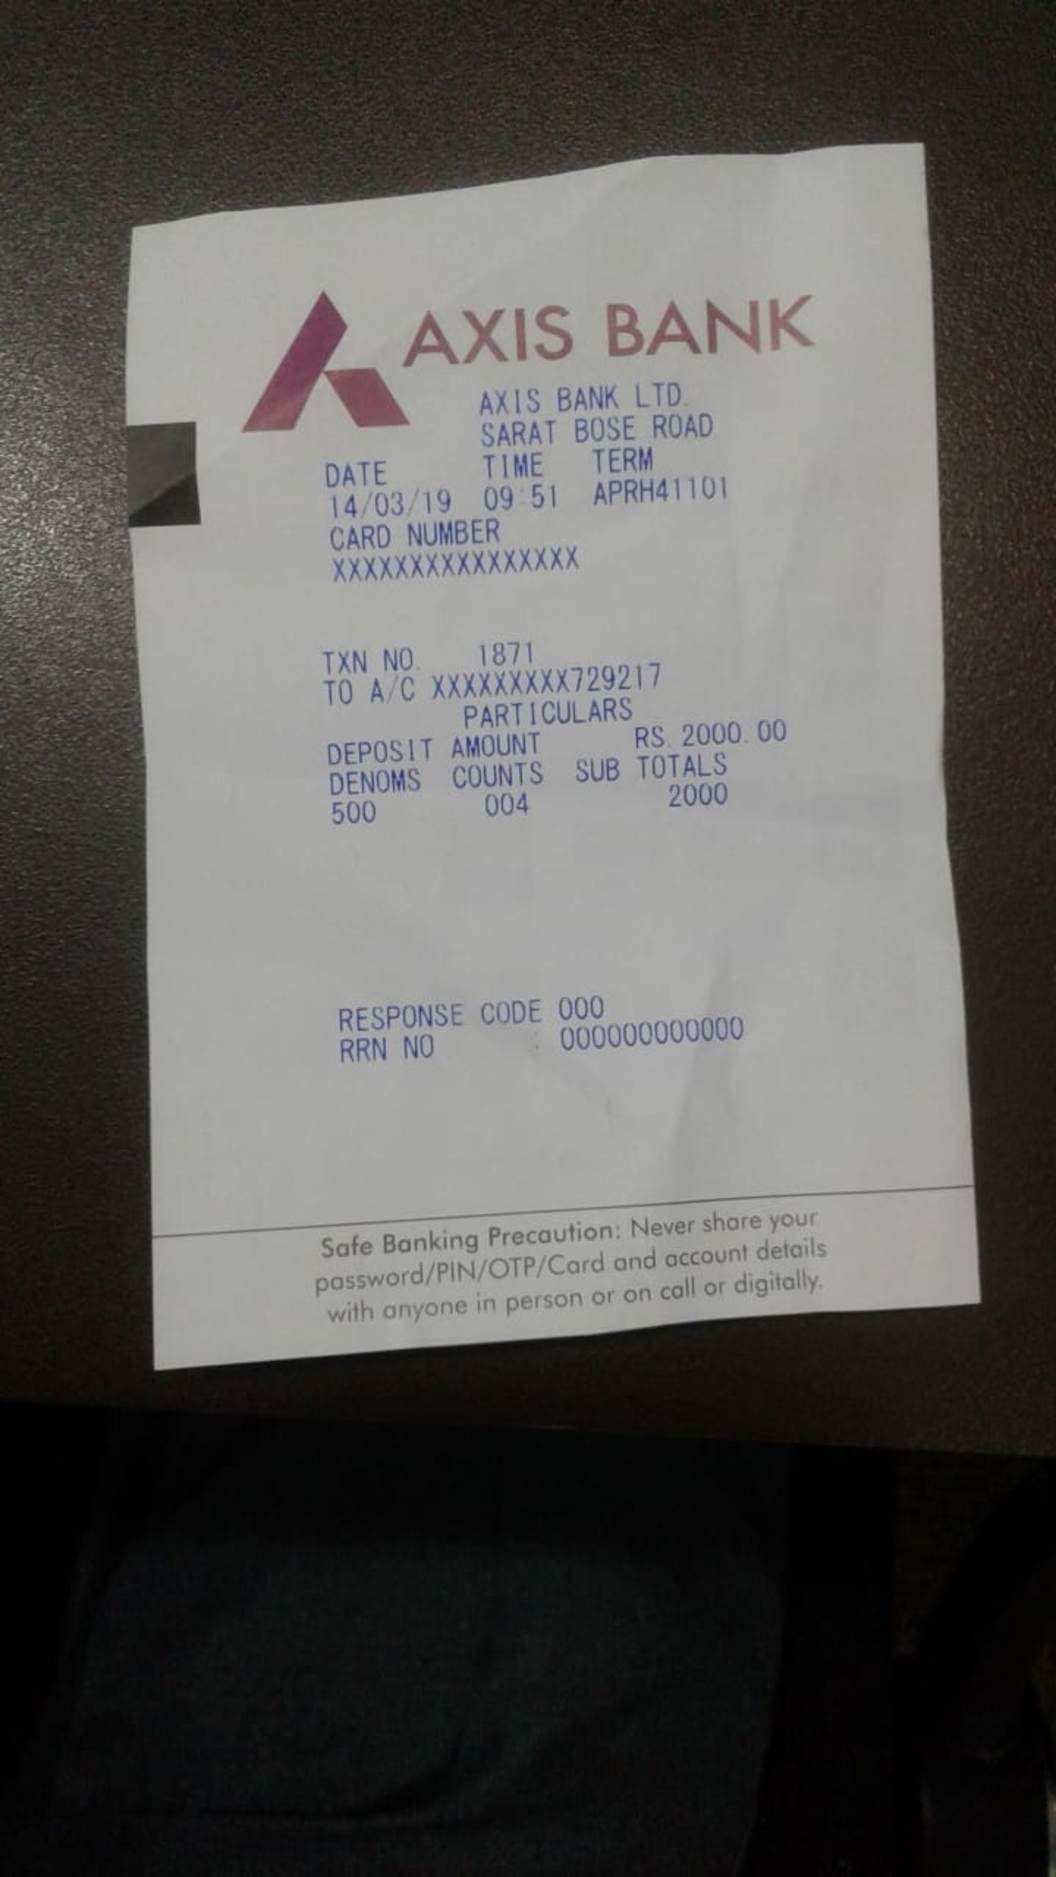 AXIS BANK
AXIS BANK LTD.
SARAT BOSE ROAD
DATE TIME TERM
14/03/19 09:51 APRH41101
CARD NUMBER
XXXXXXXXXXXXXXXX
TXN NO. 1871
TO A/C XXXXXXXXX729217
PARTICULARS
DEPOSIT AMOUNT RS. 2000.00
DENOMS COUNTS SUB TOTALS
500 004 2000
RESPONSE CODE 000
RRN NO : 000000000000
Safe Banking Precaution: Never share your
password/PIN/OTP/Card and account details
with anyone in person or on call or digitally.